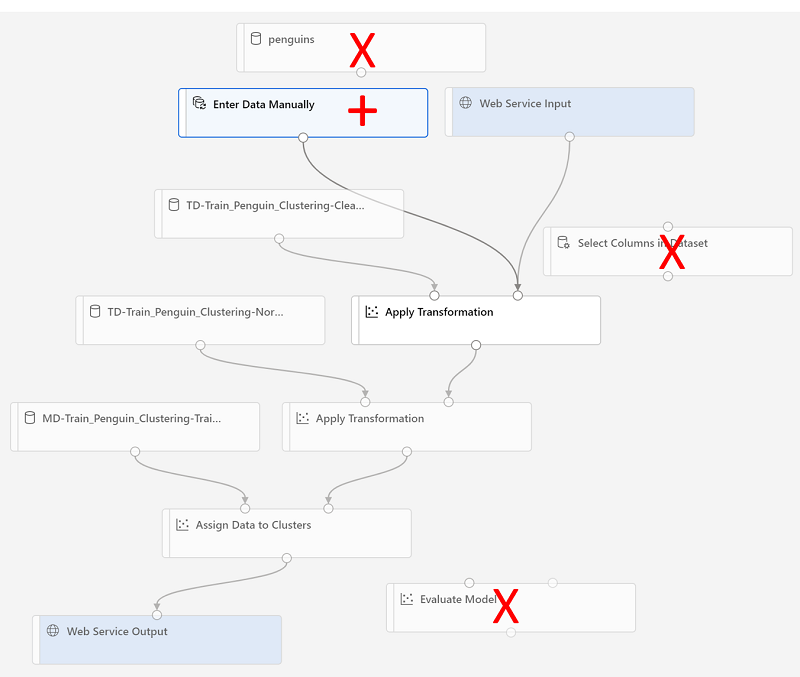 penguins
X
Enter Data Manually
+
Web Service Input
TD-Train_Penguin_Clustering-Clea...
Select Columns in Dataset
X
TD-Train_Penguin_Clustering-Nor...
Apply Transformation
MD-Train_Penguin_Clustering-Trai...
Apply Transformation
Assign Data to Clusters
Evaluate Model
X
Web Service Output